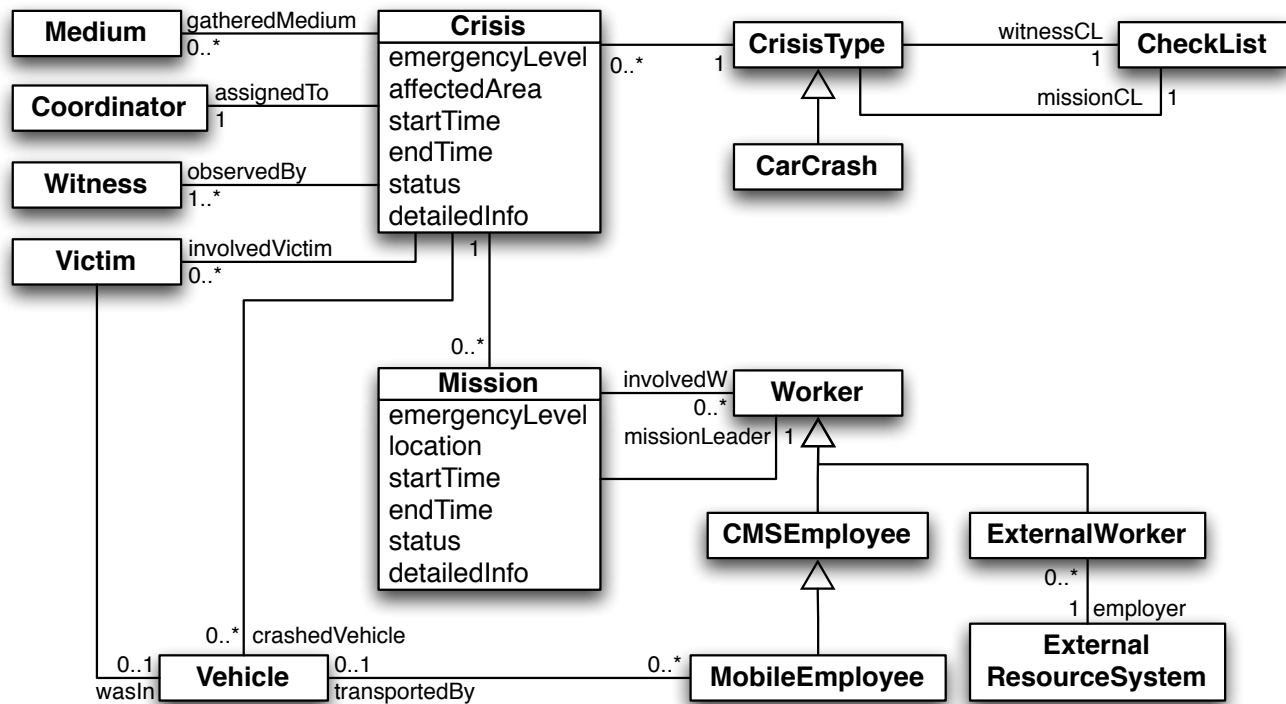 Medium
gatheredMedium
0..*
Crisis
emergencyLevel
affectedArea
startTime
endTime
status
detailedInfo
0..*
1
CrisisType
witnessCL
1
CheckList
missionCL
1
Coordinator
assignedTo
1
CarCrash
Witness
observedBy
1..*
Victim
involvedVictim
0..*
1
0..*
Mission
emergencyLevel
location
startTime
endTime
status
detailedInfo
involvedW
0..*
Worker
missionLeader
1
CMSEmployee
ExternalWorker
0..*
1
employer
External
ResourceSystem
0..*
crashedVehicle
0..1
wasIn
Vehicle
0..1
transportedBy
0..*
MobileEmployee